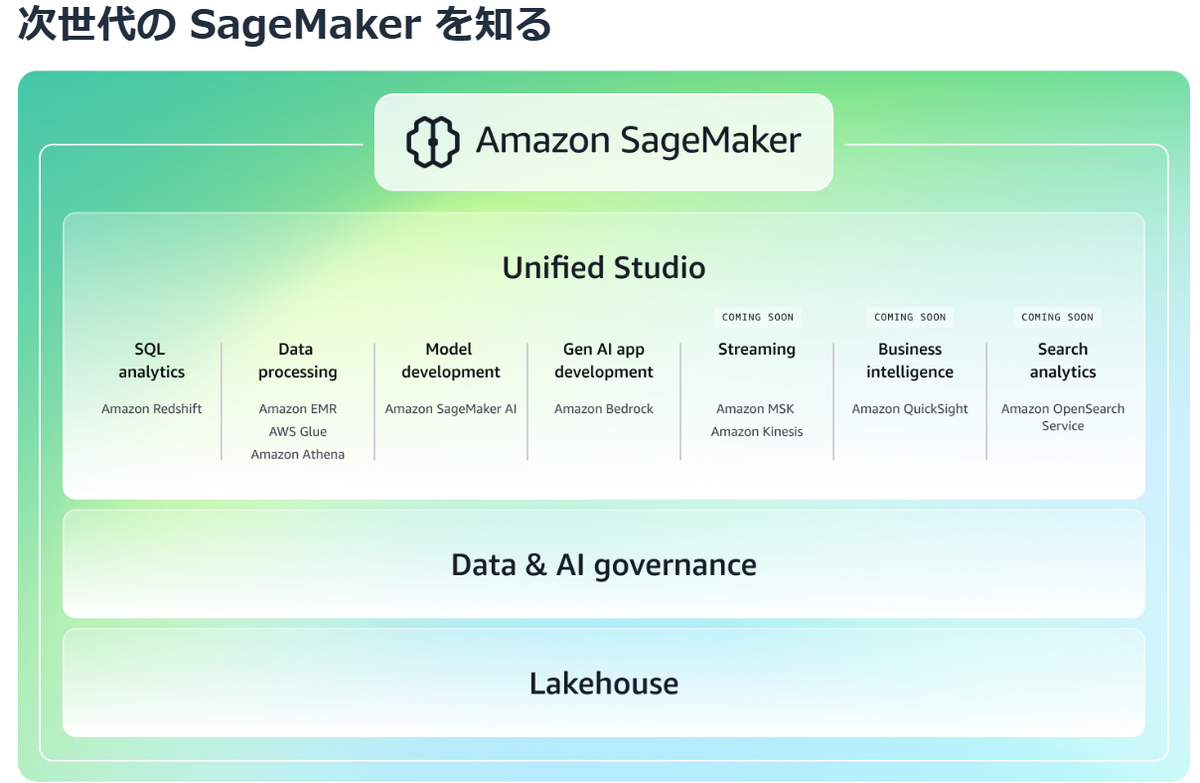 次世代の SageMaker を知る
Amazon SageMaker
Unified Studio
SQL
analytics
Amazon Redshift
Data
processing
Amazon EMR
AWS Glue
Amazon Athena
Model
development
Amazon SageMaker AI
Gen AI app
development
Amazon Bedrock
COMING SOON
Streaming
Amazon MSK
Amazon Kinesis
COMING SOON
Business
intelligence
Amazon QuickSight
COMING SOON
Search
analytics
Amazon OpenSearch
Service
Data & AI governance
Lakehouse